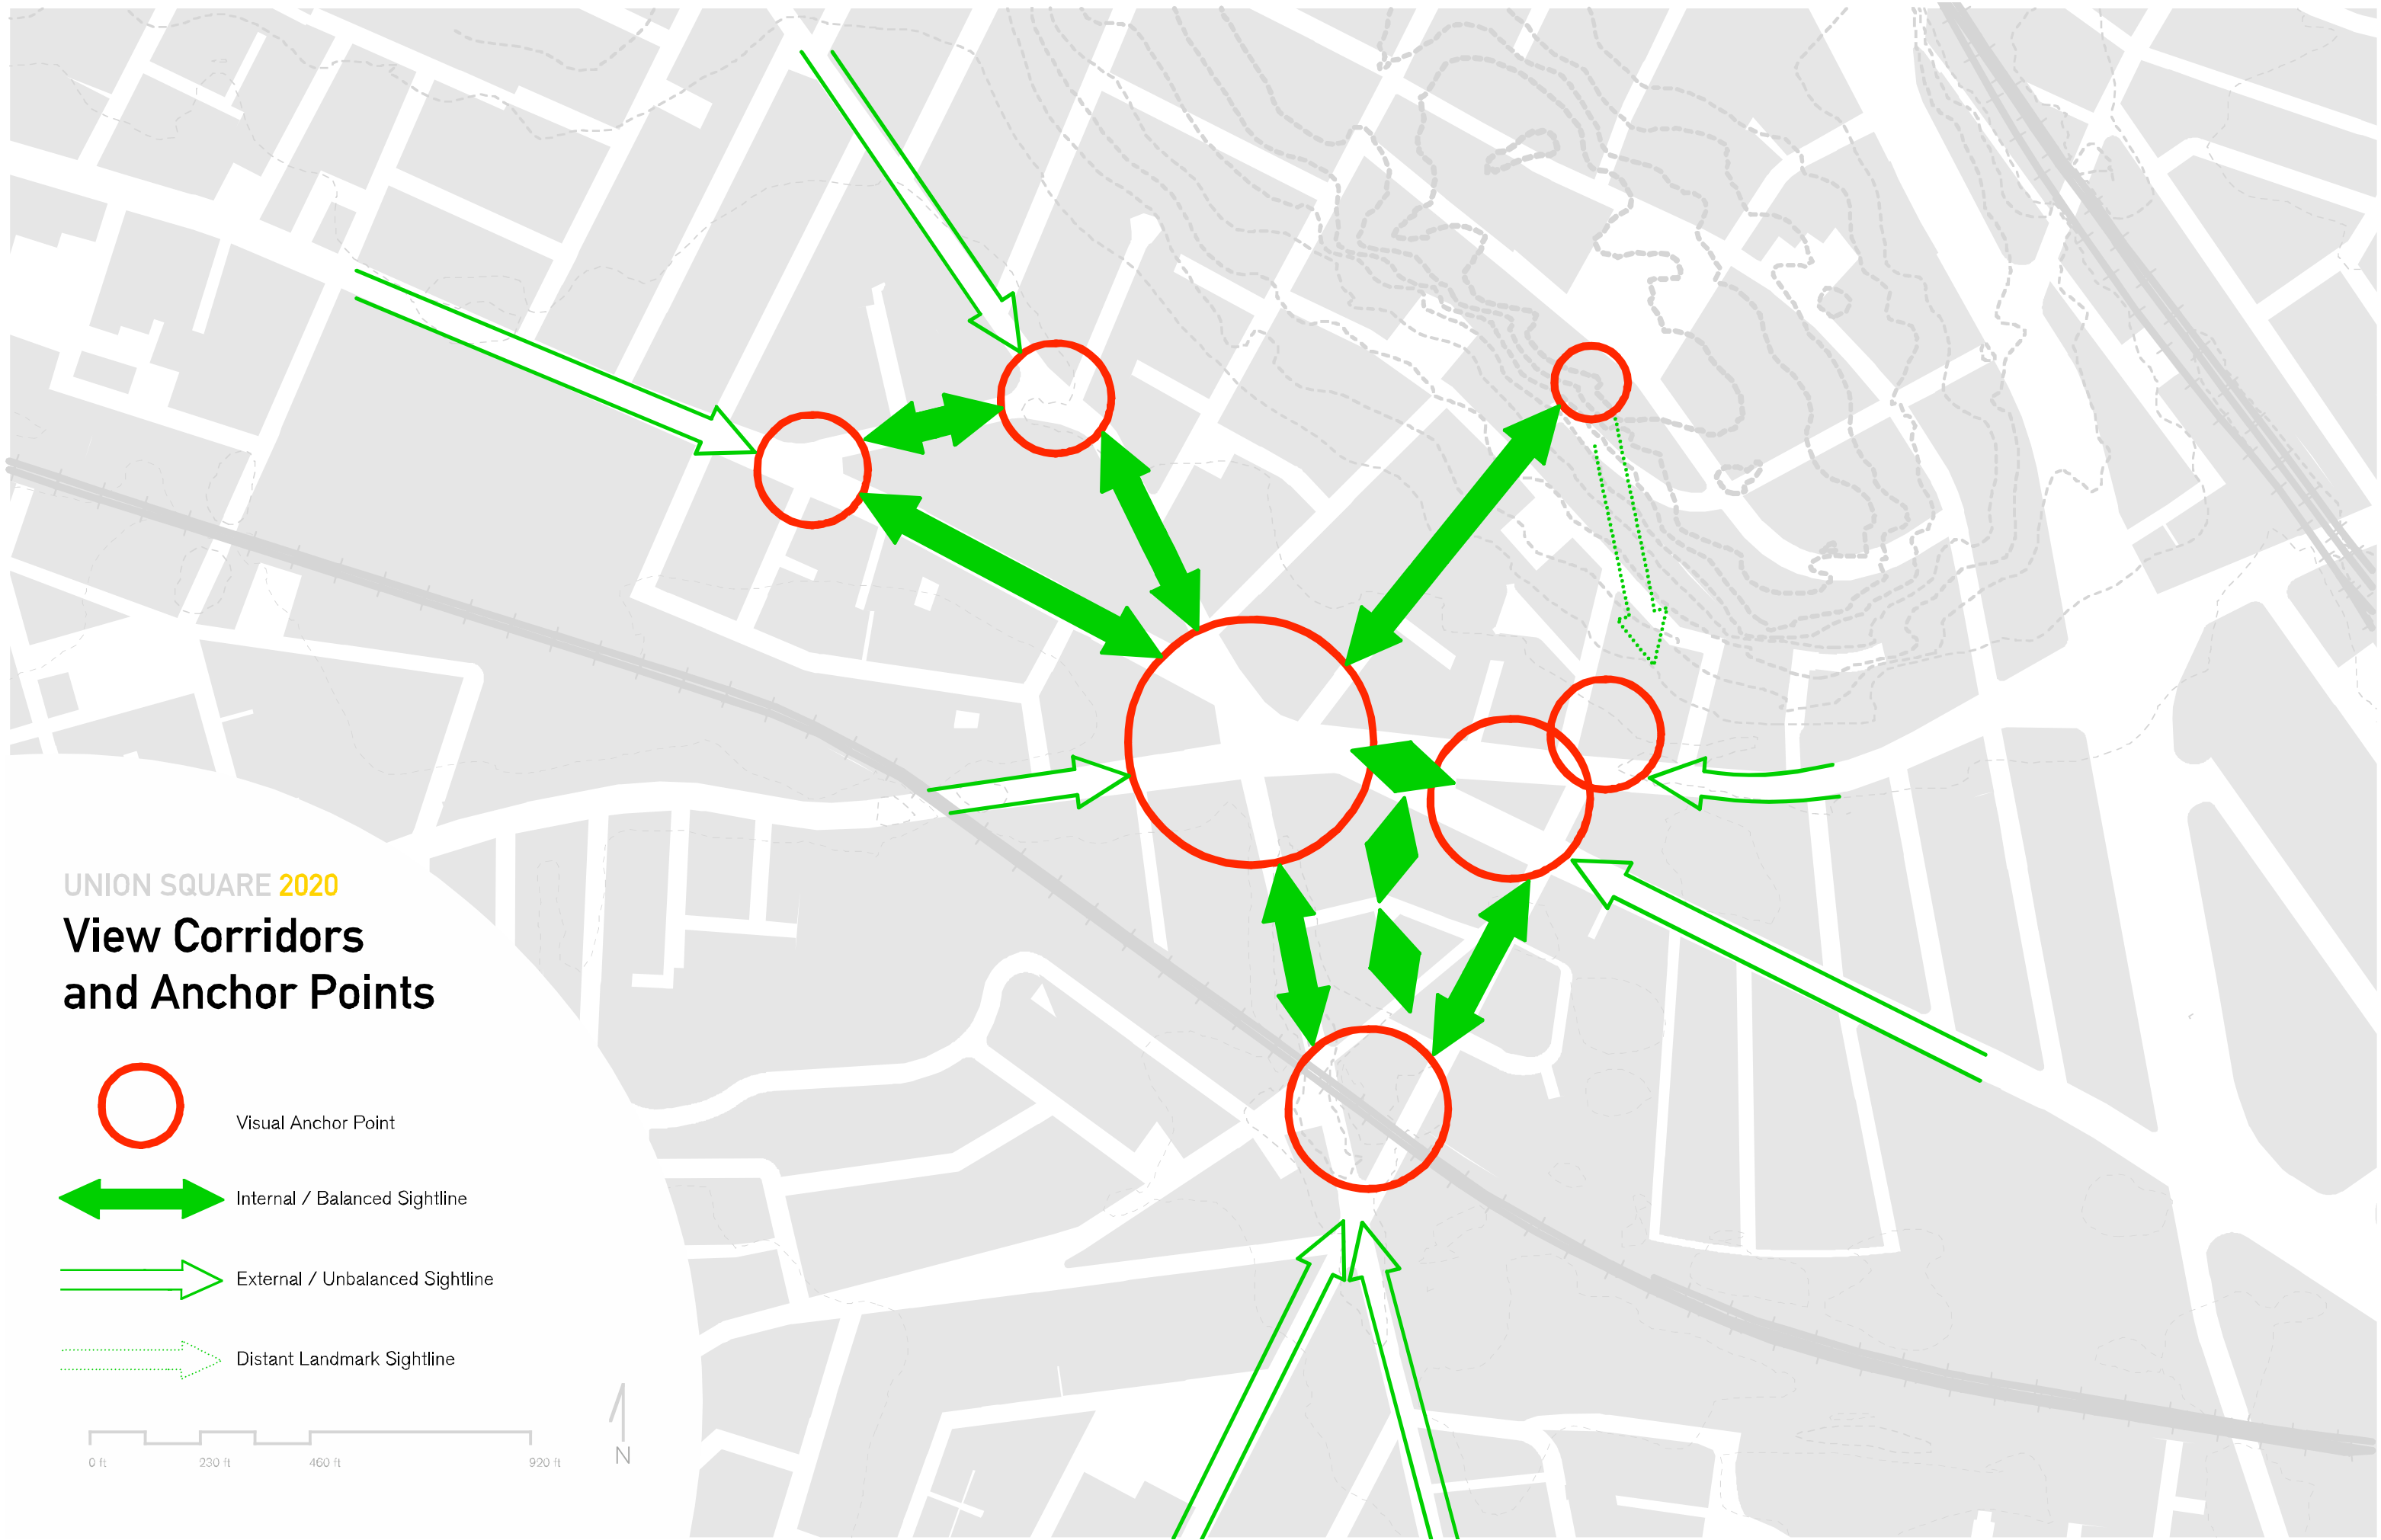 UNION SQUARE 2020
View Corridors
and Anchor Points
Visual Anchor Point
Internal / Balanced Sightline
External / Unbalanced Sightline
Distant Landmark Sightline
0 ft 230 ft 460 ft 920 ft
N